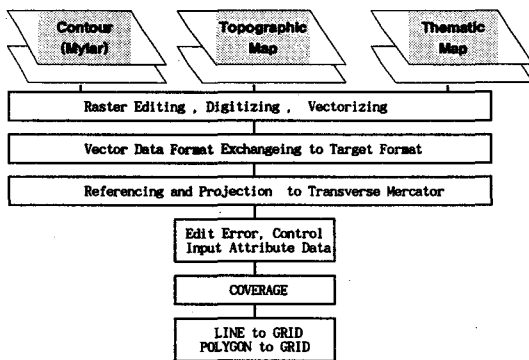 Contour
(Mylar)
Topographic
Map
Thematic
Map
Raster Editing , Digitizing , Vectorizing
Vector Data Format Exchangeing to Target Format
Referencing and Projection to Transverse Mercator
Edit Error, Control
Input Attribute Data
COVERAGE
LINE to GRID
POLYGON to GRID